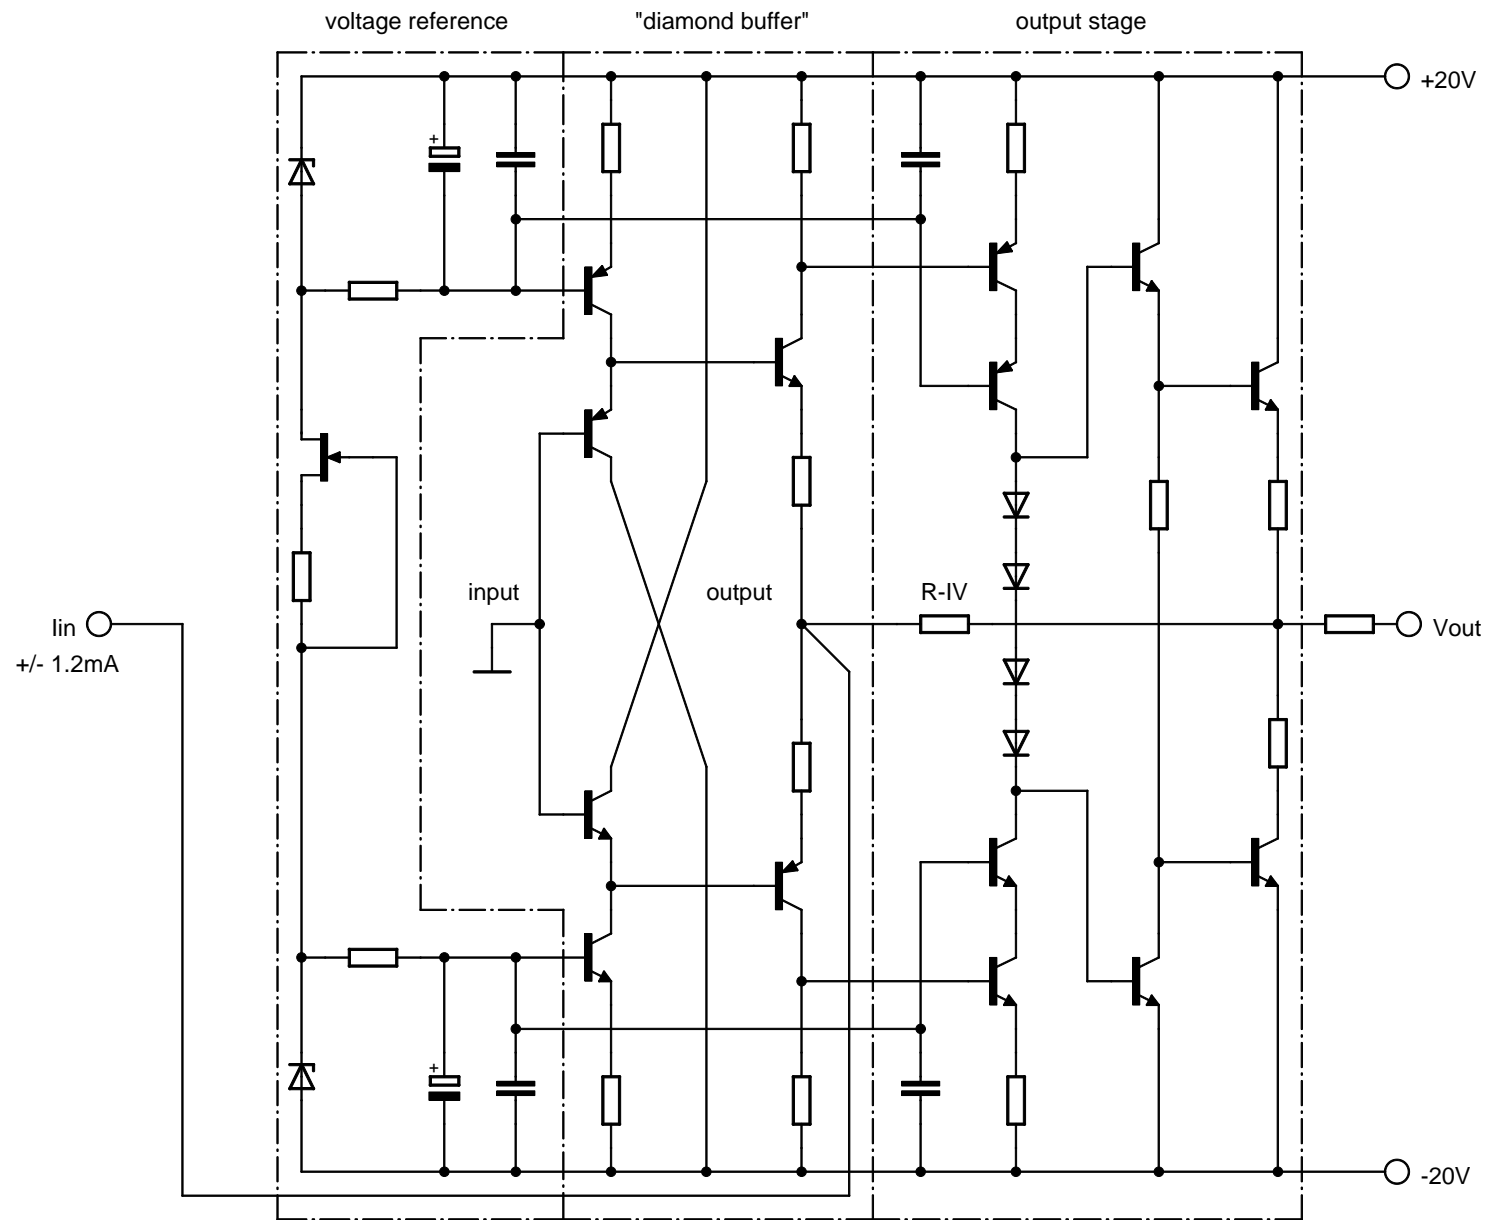 voltage reference
"diamond buffer"
output stage
+20V
+
input
output
R-IV
Iin
+/- 1.2mA
Vout
+
-20V